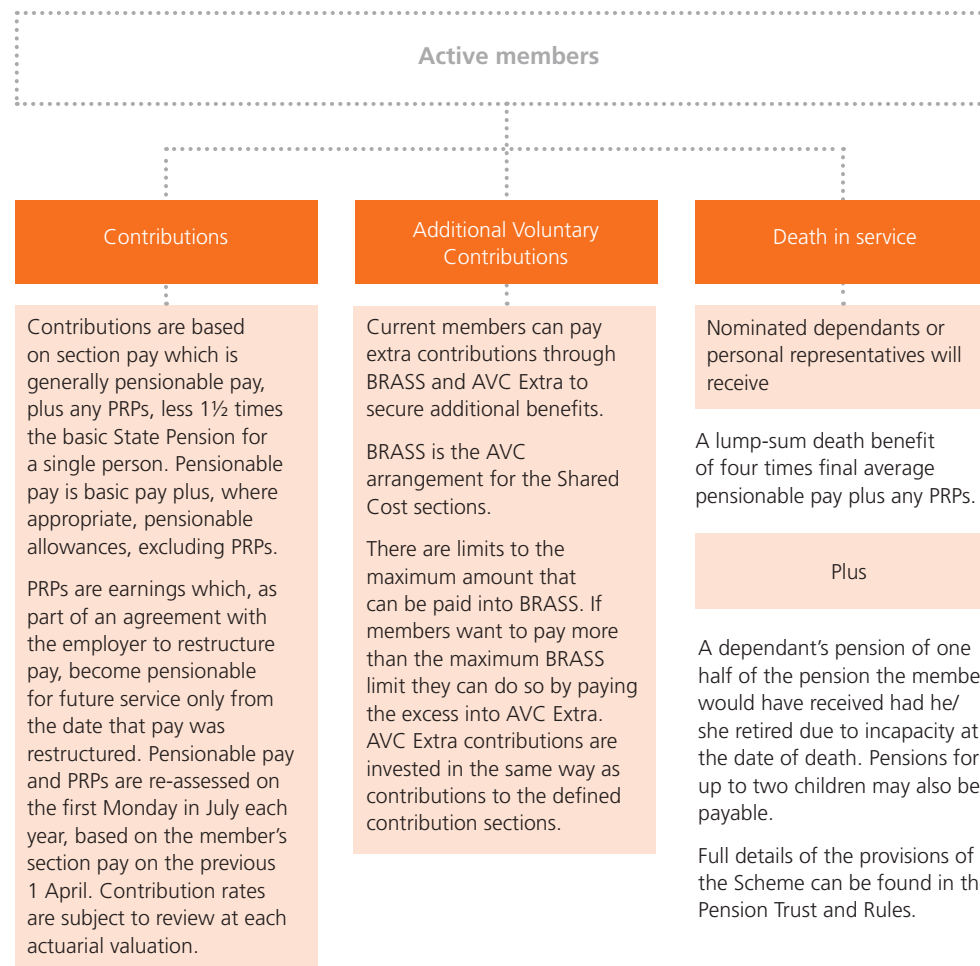 Active members
Contributions
Contributions are based
on section pay which is
generally pensionable pay,
plus any PRPs, less 1½ times
the basic State Pension for
a single person. Pensionable
pay is basic pay plus, where
appropriate, pensionable
allowances, excluding PRPs.
PRPs are earnings which, as
part of an agreement with
the employer to restructure
pay, become pensionable
for future service only from
the date that pay was
restructured. Pensionable pay
and PRPs are re-assessed on
the first Monday in July each
year, based on the member’s
section pay on the previous
1 April. Contribution rates
are subject to review at each
actuarial valuation.
Additional Voluntary
Contributions
Current members can pay
extra contributions through
BRASS and AVC Extra to
secure additional benefits.
BRASS is the AVC
arrangement for the Shared
Cost sections.
There are limits to the
maximum amount that
can be paid into BRASS. If
members want to pay more
than the maximum BRASS
limit they can do so by paying
the excess into AVC Extra.
AVC Extra contributions are
invested in the same way as
contributions to the defined
contribution sections.
Death in service
Nominated dependants or
personal representatives will
receive
A lump-sum death benefit
of four times final average
pensionable pay plus any PRPs.
Plus
A dependant’s pension of one
half of the pension the membe
would have received had he/
she retired due to incapacity at
the date of death. Pensions for
up to two children may also be
payable.
Full details of the provisions of
the Scheme can be found in th
Pension Trust and Rules.